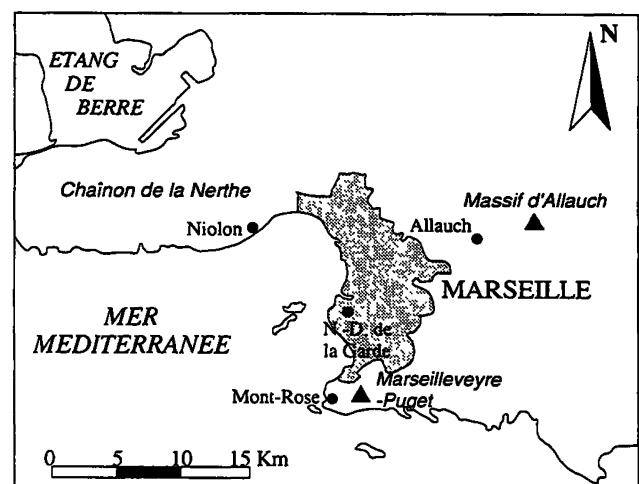 ETANG
DE
BERRE
N
Chaînon de la Nerthe
Massif d'Allauch
Niolon
Allauch
MARSEILLE
MER
MEDITERRANEE
N.-D. de
la Garde
Marseilleveyre
-Puget
Mont-Rose
0 5 10 15 Km